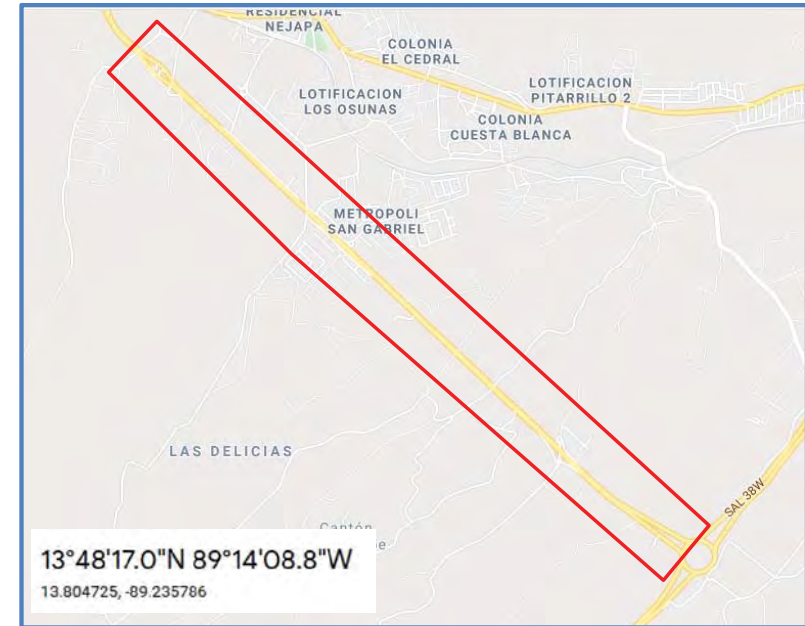 RESIDENCIAL
NEJAPA
COLONIA
EL CEDRAL
LOTIFICACION
PITARRILLO 2
LOTIFICACION
LOS OSUNAS
COLONIA
CUESTA BLANCA
METROPOLI
SAN GABRIEL
LAS DELICIAS
SAL 38W
Cantón
13°48'17.0"N 89°14'08.8"W
13.804725, -89.235786